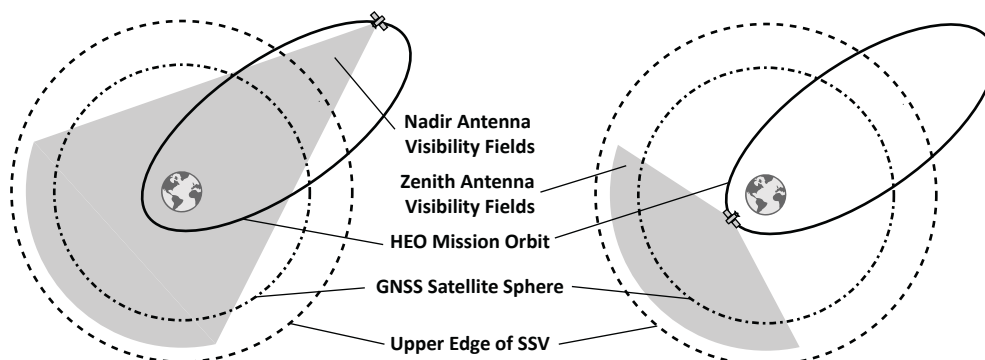 Nadir Antenna
Visibility Fields
Zenith Antenna
Visibility Fields
HEO Mission Orbit
GNSS Satellite Sphere
Upper Edge of SSV